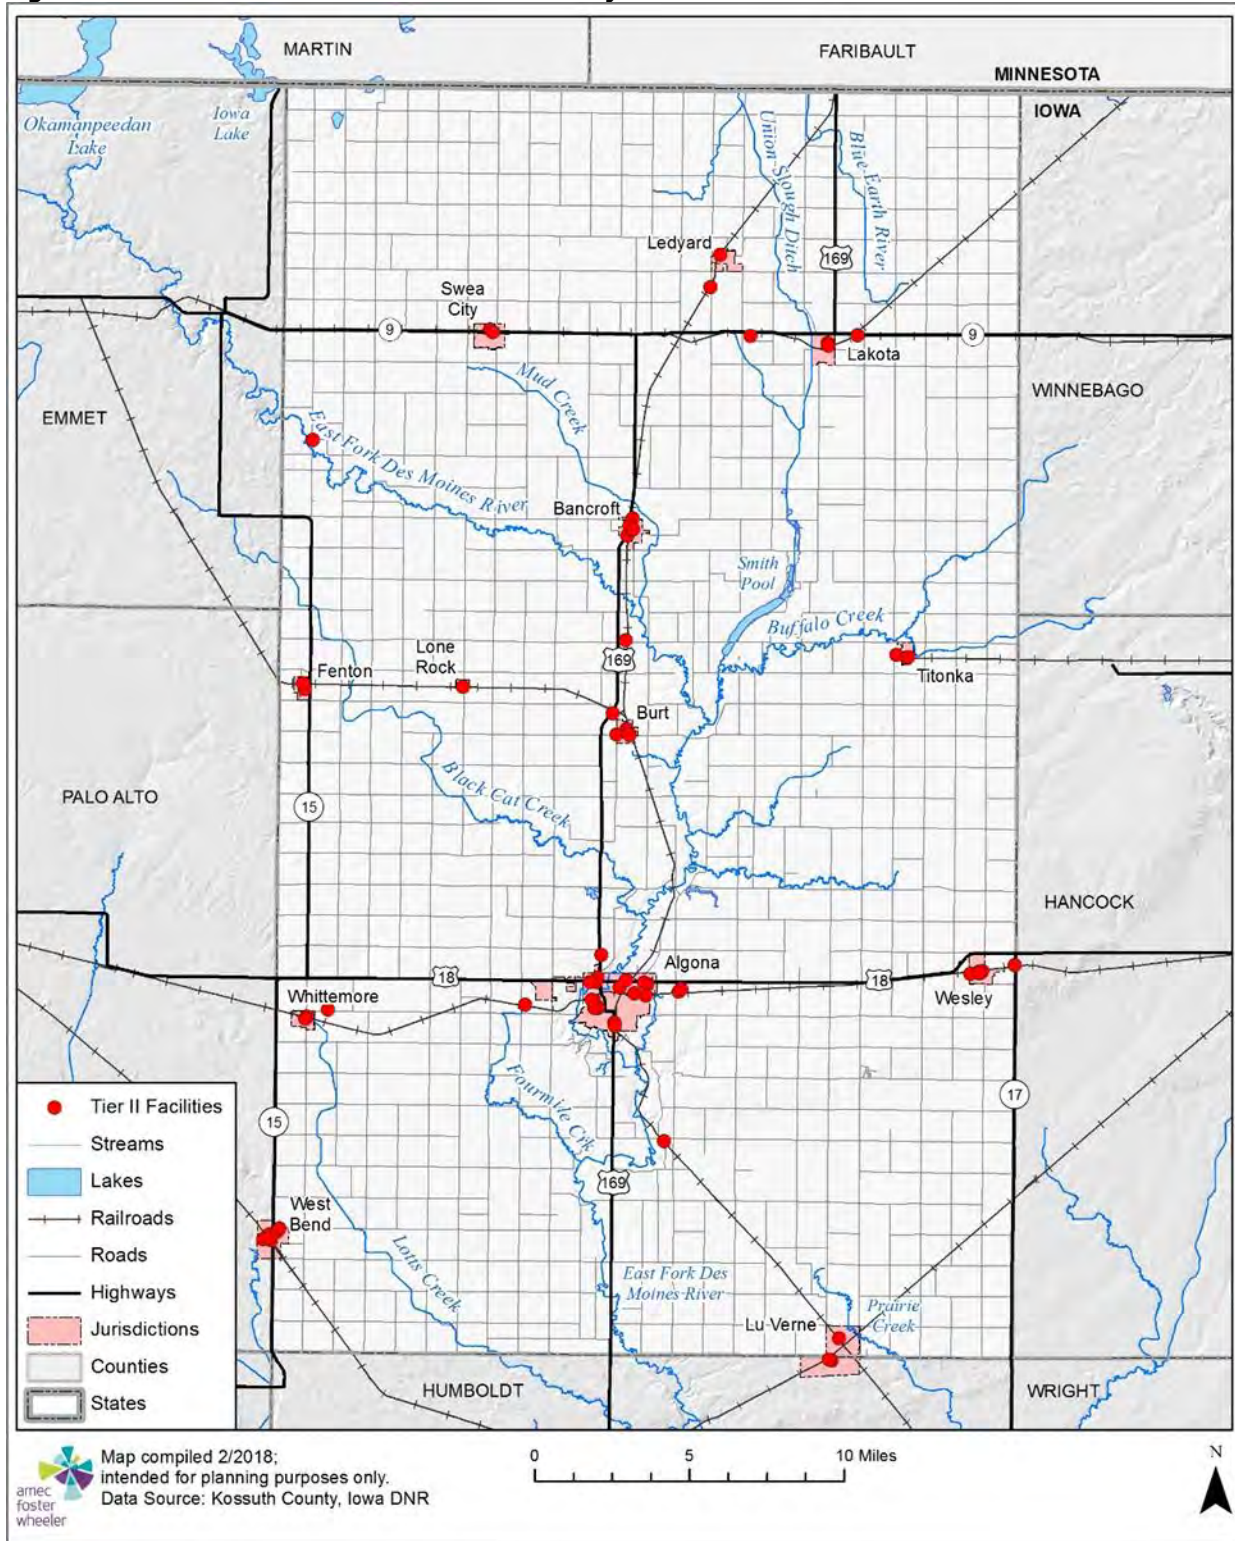 MARTIN
FARIBAULT
MINNESOTA
IOWA
Okamanpeedan
Lake
Iowa
Lake
Union Slough Ditch
Blue Earth River
Ledyard
169
Swea
City
9
9
Lakota
Mud Creek
WINNEBAGO
EMMET
East Fork Des Moines River
Bancroft
Smith
Pool
Buffalo Creek
Lone
Rock
169
Fenton
Titonka
Burt
Black Cat Creek
PALO ALTO
15
HANCOCK
Algona
18
18
Wesley
Whittemore
Fourmile Crk
17
15
169
West
Bend
Lotts Creek
East Fork Des
Moines River
Prairie
Creek
Lu Verne
HUMBOLDT
WRIGHT
Tier II Facilities
Streams
Lakes
Railroads
Roads
Highways
Jurisdictions
Counties
States
amec
foster
wheeler
Map compiled 2/2018;
intended for planning purposes only.
Data Source: Kossuth County, Iowa DNR
0 5 10 Miles
N